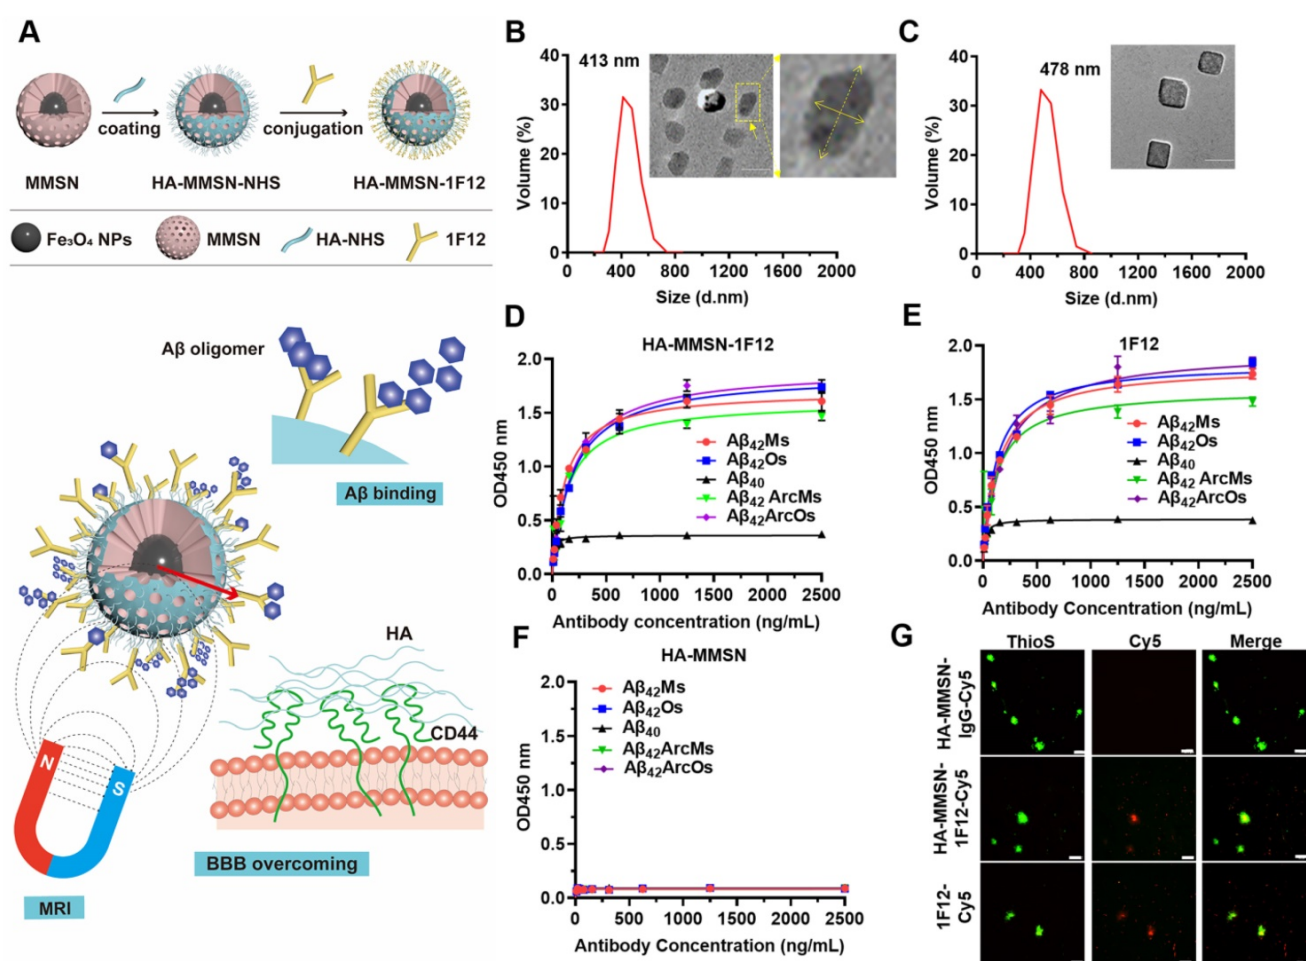 A
coating
conjugation
MMSN
HA-MMSN-NHS
HA-MMSN-1F12
Fe₃O₄ NPs
MMSN
HA-NHS
1F12
Aβ oligomer
Aβ binding
HA
CD44
N
S
BBB overcoming
MRI
B
413 nm
Volume (%)
40
30
20
10
0
0 400 800 1200 1600 2000
Size (d.nm)
C
478 nm
Volume (%)
40
30
20
10
0
0 400 800 1200 1600 2000
Size (d.nm)
D
HA-MMSN-1F12
OD450 nm
2.0
1.5
1.0
0.5
0.0
Aβ₄₂Ms
Aβ₄₂Os
Aβ₄₀
Aβ₄₂ ArcMs
Aβ₄₂ArcOs
0 500 1000 1500 2000 2500
Antibody concentration (ng/mL)
E
1F12
OD450 nm
2.0
1.5
1.0
0.5
0.0
Aβ₄₂Ms
Aβ₄₂Os
Aβ₄₀
Aβ₄₂ ArcMs
Aβ₄₂ArcOs
0 500 1000 1500 2000 2500
Antibody Concentration (ng/mL)
F
HA-MMSN
OD450 nm
2.0
1.5
1.0
0.5
0.0
Aβ₄₂Ms
Aβ₄₂Os
Aβ₄₀
Aβ₄₂ArcMs
Aβ₄₂ArcOs
0 500 1000 1500 2000 2500
Antibody Concentration (ng/mL)
G
ThioS Cy5 Merge
HA-MMSN-
IgG-Cy5
HA-MMSN-
1F12-Cy5
1F12-
Cy5